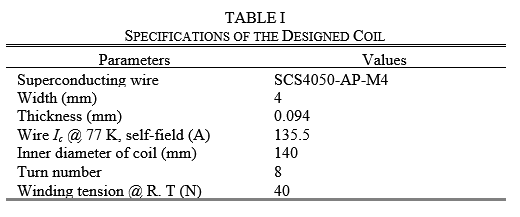 TABLE I
SPECIFICATIONS OF THE DESIGNED COIL
Parameters Values
Superconducting wire SCS4050-AP-M4
Width (mm) 4
Thickness (mm) 0.094
Wire Ic @ 77 K, self-field (A) 135.5
Inner diameter of coil (mm) 140
Turn number 8
Winding tension @ R. T (N) 40